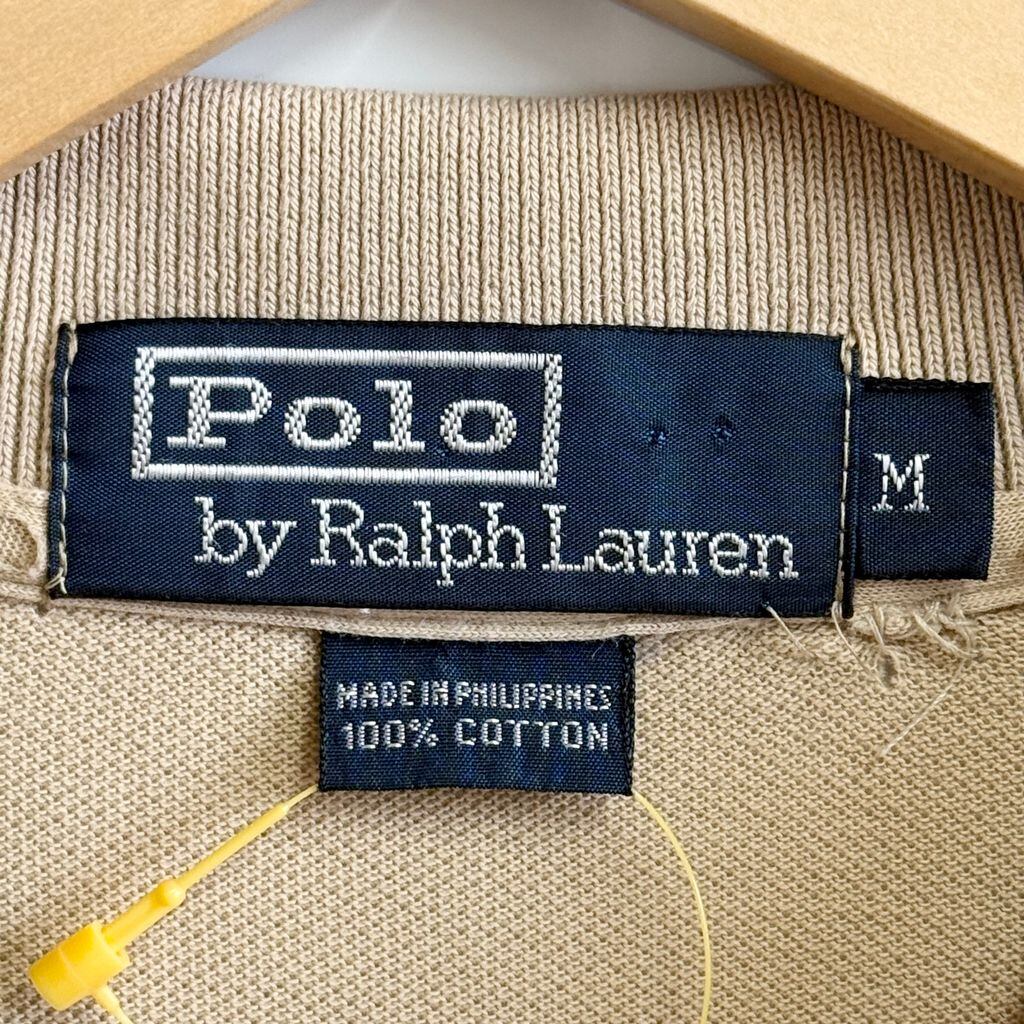 Polo
by Ralph Lauren
M
MADE IN PHILIPPINES
100% COTTON